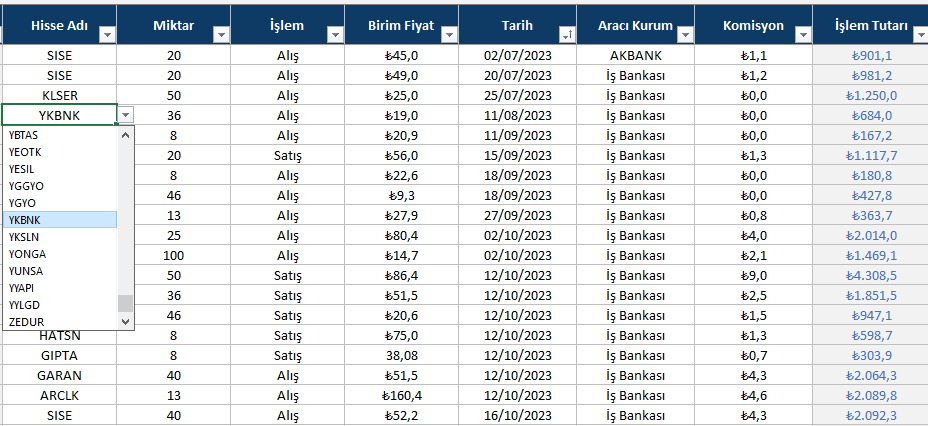 Hisse Adı Miktar İşlem Birim Fiyat Tarih Aracı Kurum Komisyon İşlem Tutarı
SISE 20 Alış ₺45,0 02/07/2023 AKBANK ₺1,1 ₺901,1
SISE 20 Alış ₺49,0 20/07/2023 İş Bankası ₺1,2 ₺981,2
KLSER 50 Alış ₺25,0 25/07/2023 İş Bankası ₺0,0 ₺1.250,0
YKBNK 36 Alış ₺19,0 11/08/2023 İş Bankası ₺0,0 ₺684,0
YBTAS 8 Alış ₺20,9 11/09/2023 İş Bankası ₺0,0 ₺167,2
YEOTK 20 Satış ₺56,0 15/09/2023 İş Bankası ₺1,3 ₺1.117,7
YESIL 8 Alış ₺22,6 18/09/2023 İş Bankası ₺0,0 ₺180,8
YGGYO 46 Alış ₺9,3 18/09/2023 İş Bankası ₺0,0 ₺427,8
YGYO 13 Alış ₺27,9 27/09/2023 İş Bankası ₺0,8 ₺363,7
YKBNK
YKSLN 25 Alış ₺80,4 02/10/2023 İş Bankası ₺4,0 ₺2.014,0
YONGA 100 Alış ₺14,7 02/10/2023 İş Bankası ₺2,1 ₺1.469,1
YUNSA 50 Satış ₺86,4 12/10/2023 İş Bankası ₺9,0 ₺4.308,5
YYAPI 36 Satış ₺51,5 12/10/2023 İş Bankası ₺2,5 ₺1.851,5
YYLGD 46 Satış ₺20,6 12/10/2023 İş Bankası ₺1,5 ₺947,1
ZEDUR
HATSN 8 Satış ₺75,0 12/10/2023 İş Bankası ₺1,3 ₺598,7
GIPTA 8 Satış 38,08 12/10/2023 İş Bankası ₺0,7 ₺303,9
GARAN 40 Alış ₺51,5 12/10/2023 İş Bankası ₺4,3 ₺2.064,3
ARCLK 13 Alış ₺160,4 12/10/2023 İş Bankası ₺4,6 ₺2.089,8
SISE 40 Alış ₺52,2 16/10/2023 İş Bankası ₺4,3 ₺2.092,3